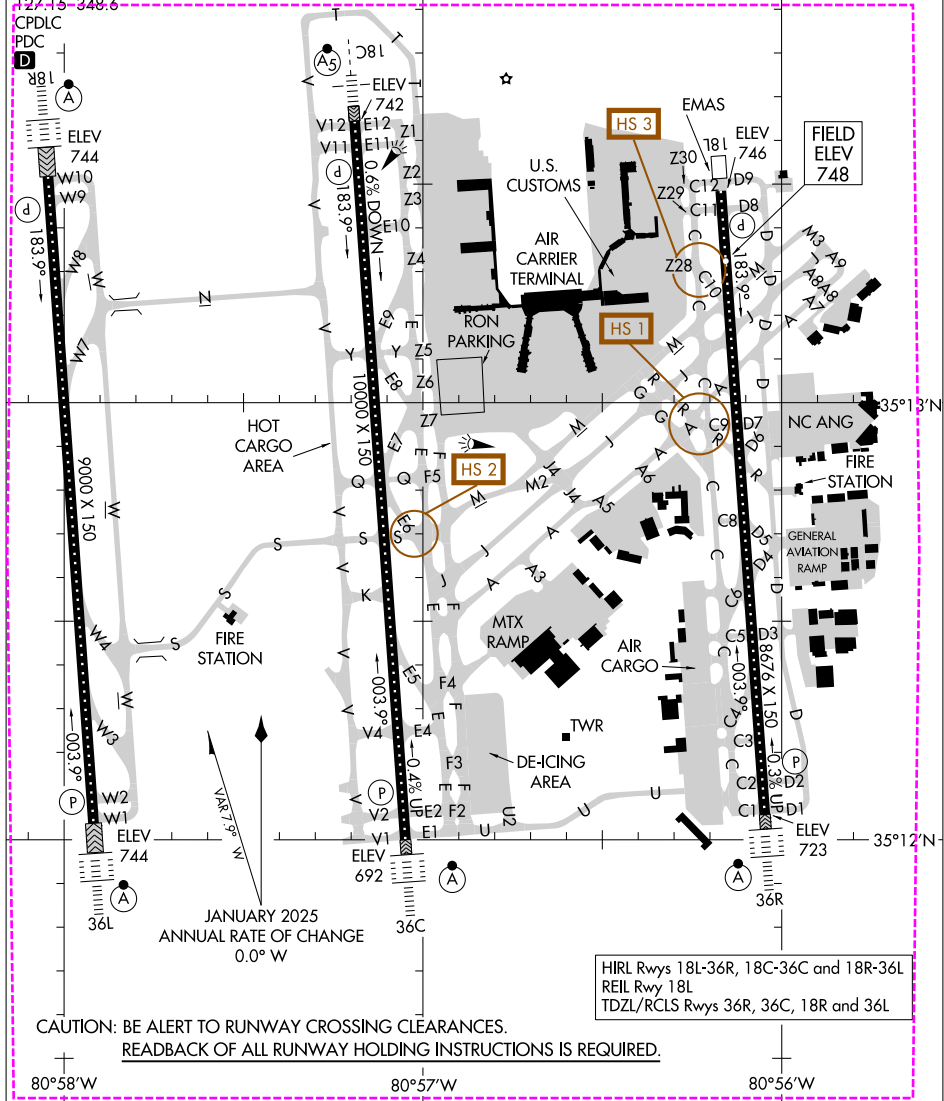 127.15 348.6
CPDLC
PDC
D
18R
A
ELEV
744
W10
W9
P
183.9°
W8
W
N
W7
9000 X 150
W
W4
W
W3
003.9°
P
W2
W1
ELEV
744
A
36L
T
I
A5
18C
V
ELEV
742
V12
E12
Z1
V11
E11
P
0.6% DOWN
Z2
183.9°
Z3
V
E10
Z4
E9
E
V
Y
Y
Z5
E8
Z6
10000 X 150
Z7
E7
F
E
HOT
CARGO
AREA
Q
Q
F5
V
E6
HS 2
S
S
S
V
K
E
F
S
S
FIRE
STATION
V
E5
F4
003.9°
V
E
F
V4
E4
0.4% UP
F3
P
E
F
V
V2
E2
F2
V1
E1
U
U2
U
U
ELEV
692
A
36C
U.S.
CUSTOMS
AIR
CARRIER
TERMINAL
RON
PARKING
HS 3
HS 1
EMAS
18L
ELEV
746
FIELD
ELEV
748
Z30
C12
D9
Z29
C11
D8
P
C
D
M3
J
A9
Z28
C10
183.9°
M
D
A8
A8
A7
C
J
D
A
M
J
R
R
G
G
C
A
D
35°13'N
R
A
C9
D7
R
D6
NC ANG
M
J
A
R
FIRE
STATION
M
M2
J4
J4
A5
A6
C
C8
D5
GENERAL
AVIATION
RAMP
J
A
C
D4
J
A
A3
C6
D
MTX
RAMP
C5
D3
AIR
CARGO
C
8676 X 150
003.9°
C4
D
TWR
C3
DE-ICING
AREA
C
0.3% UP
P
C2
D2
C1
D1
ELEV
723
35°12'N
A
36R
VAR 7.9° W
JANUARY 2025
ANNUAL RATE OF CHANGE
0.0° W
HIRL Rwys 18L-36R, 18C-36C and 18R-36L
REIL Rwy 18L
TDZL/RCLS Rwys 36R, 36C, 18R and 36L
CAUTION: BE ALERT TO RUNWAY CROSSING CLEARANCES.
READBACK OF ALL RUNWAY HOLDING INSTRUCTIONS IS REQUIRED.
80°58'W
80°57'W
80°56'W